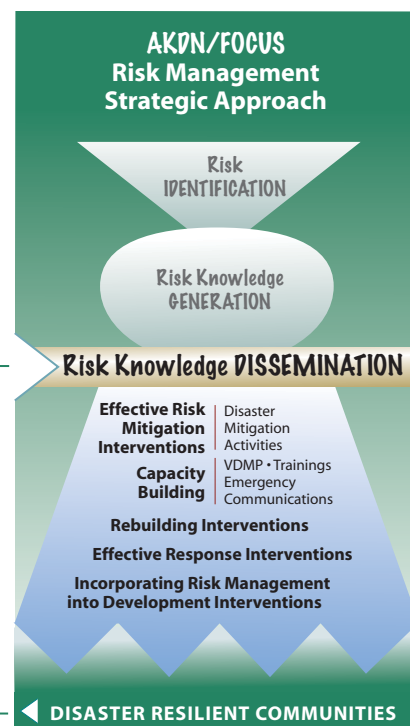 AKDN/FOCUS
Risk Management
Strategic Approach
Risk
IDENTIFICATION
Risk Knowledge
GENERATION
Risk Knowledge DISSEMINATION
Effective Risk
Mitigation
Interventions
Disaster
Mitigation
Activities
Capacity
Building
VDMP • Trainings
Emergency
Communications
Rebuilding Interventions
Effective Response Interventions
Incorporating Risk Management
into Development Interventions
DISASTER RESILIENT COMMUNITIES